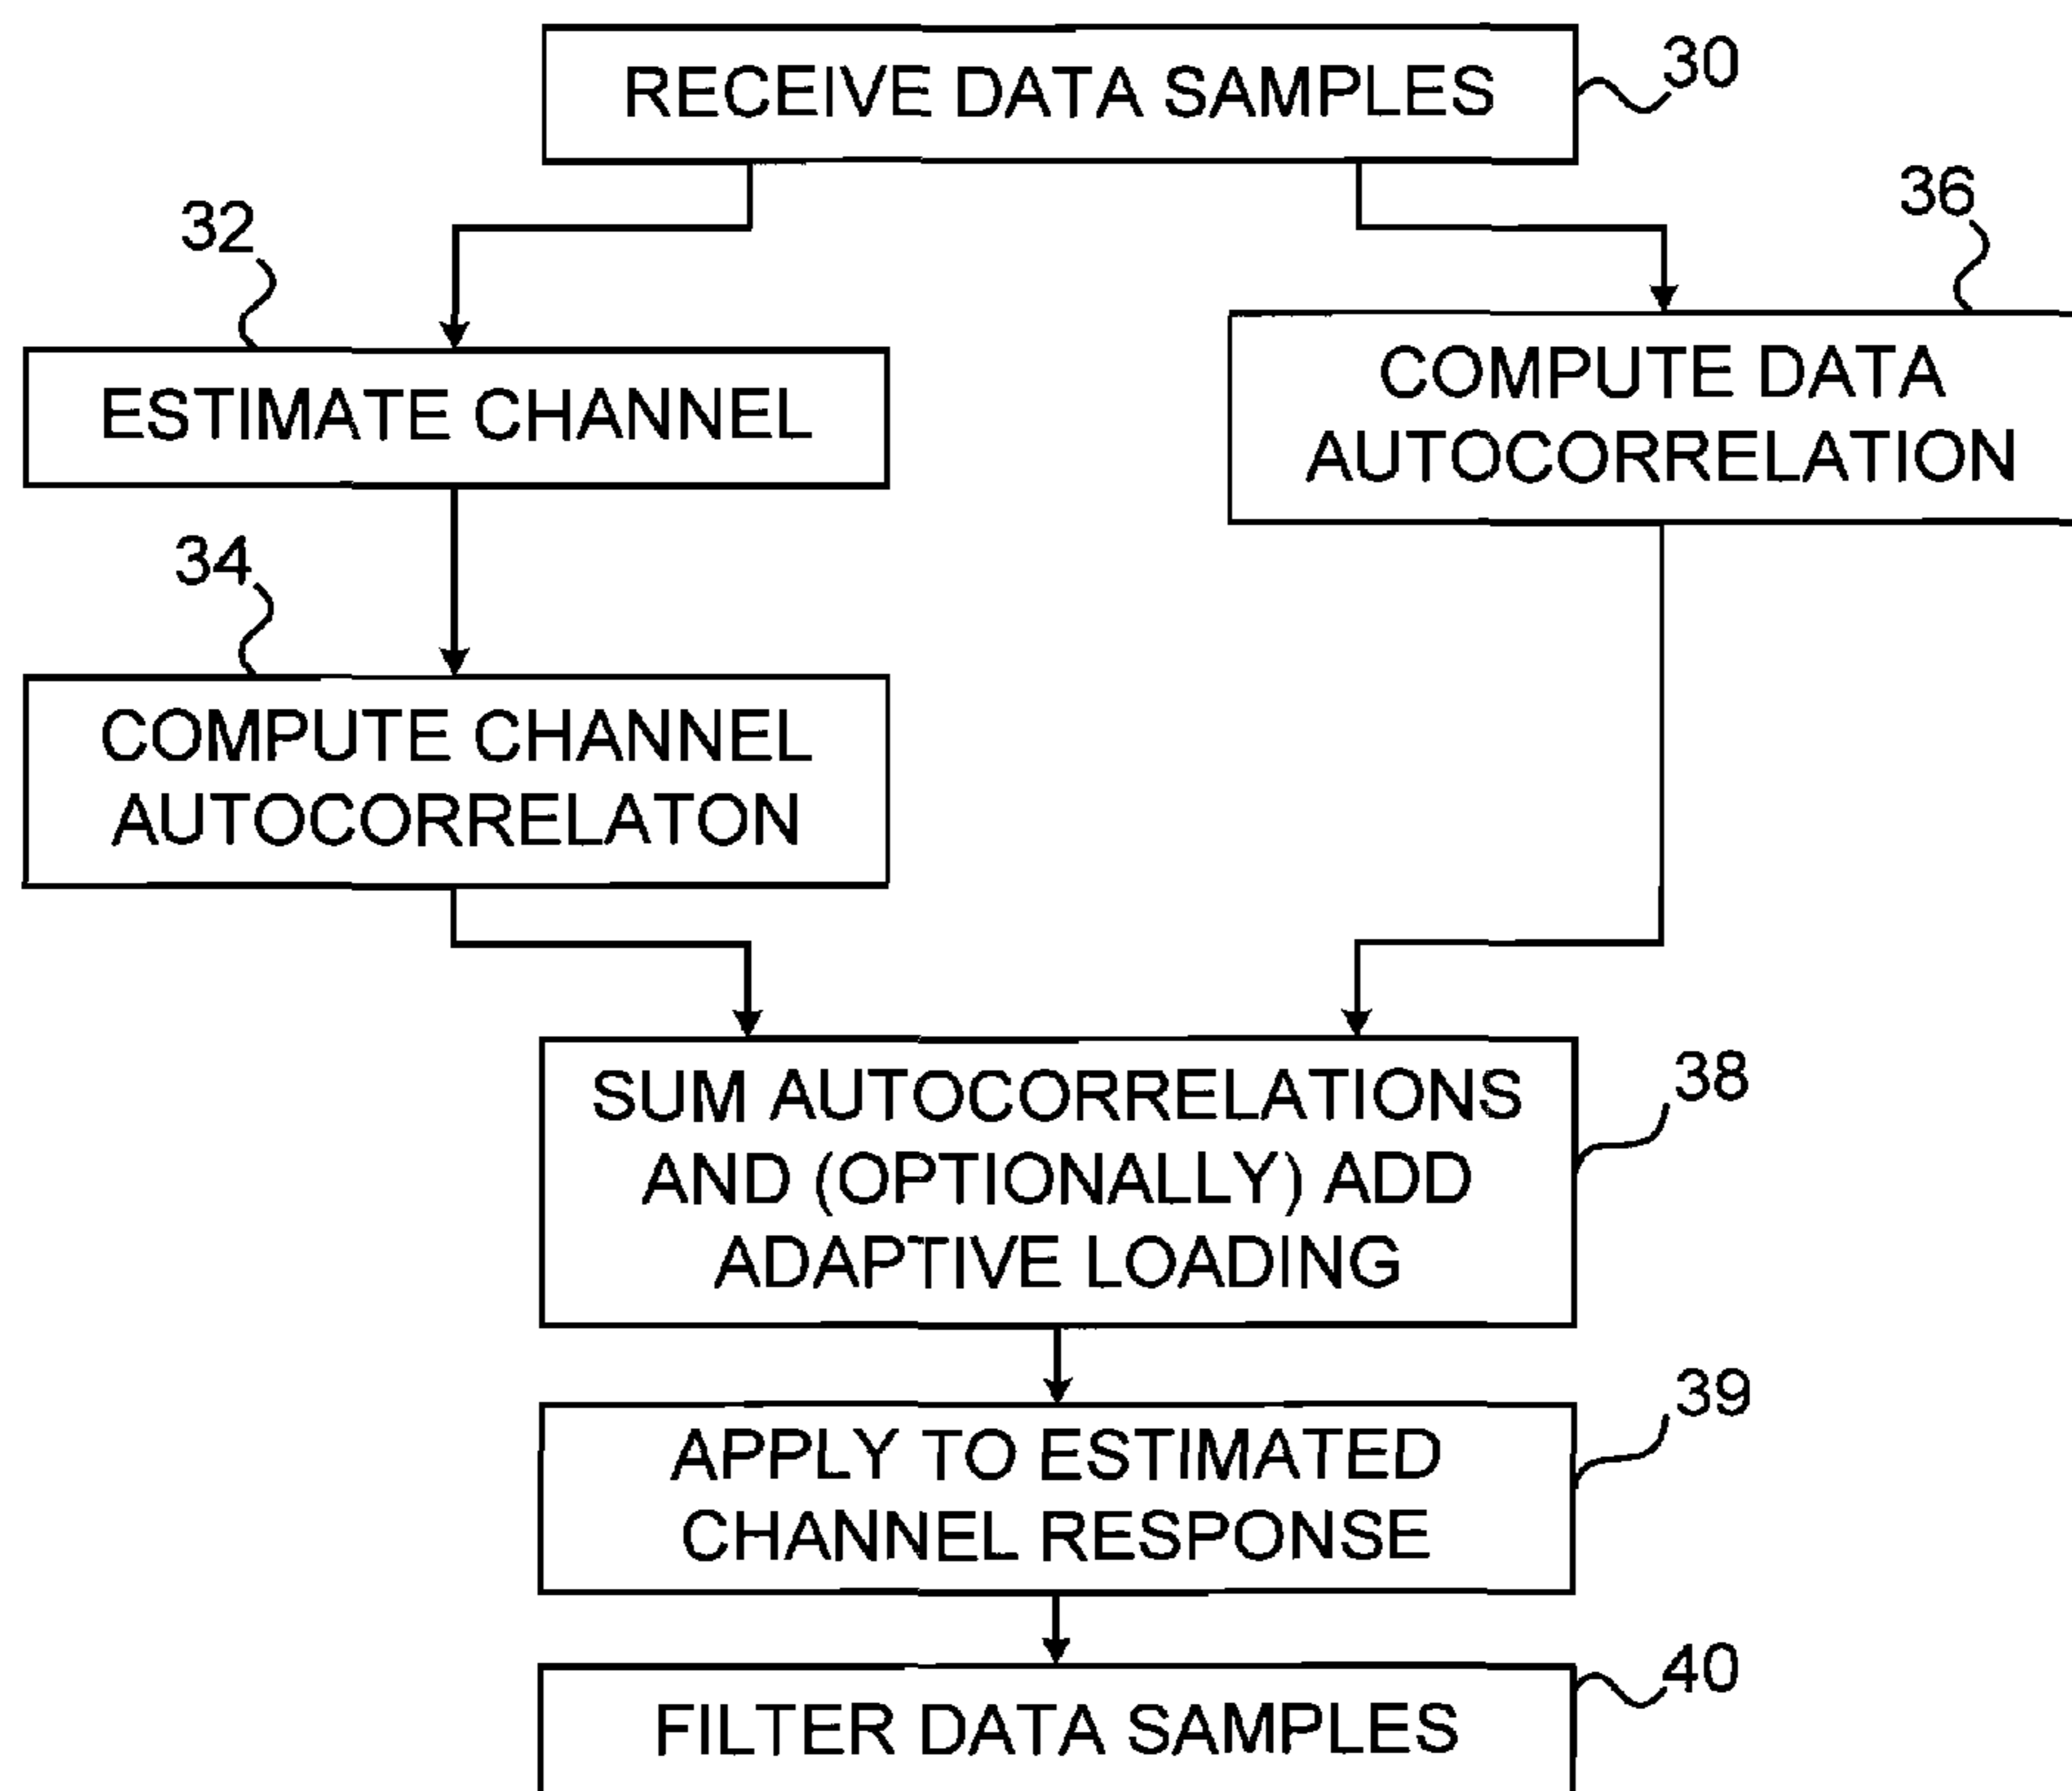 RECEIVE DATA SAMPLES
30
32
36
ESTIMATE CHANNEL
COMPUTE DATA
AUTOCORRELATION
34
COMPUTE CHANNEL
AUTOCORRELATON
SUM AUTOCORRELATIONS
AND (OPTIONALLY) ADD
ADAPTIVE LOADING
38
APPLY TO ESTIMATED
CHANNEL RESPONSE
39
FILTER DATA SAMPLES
40